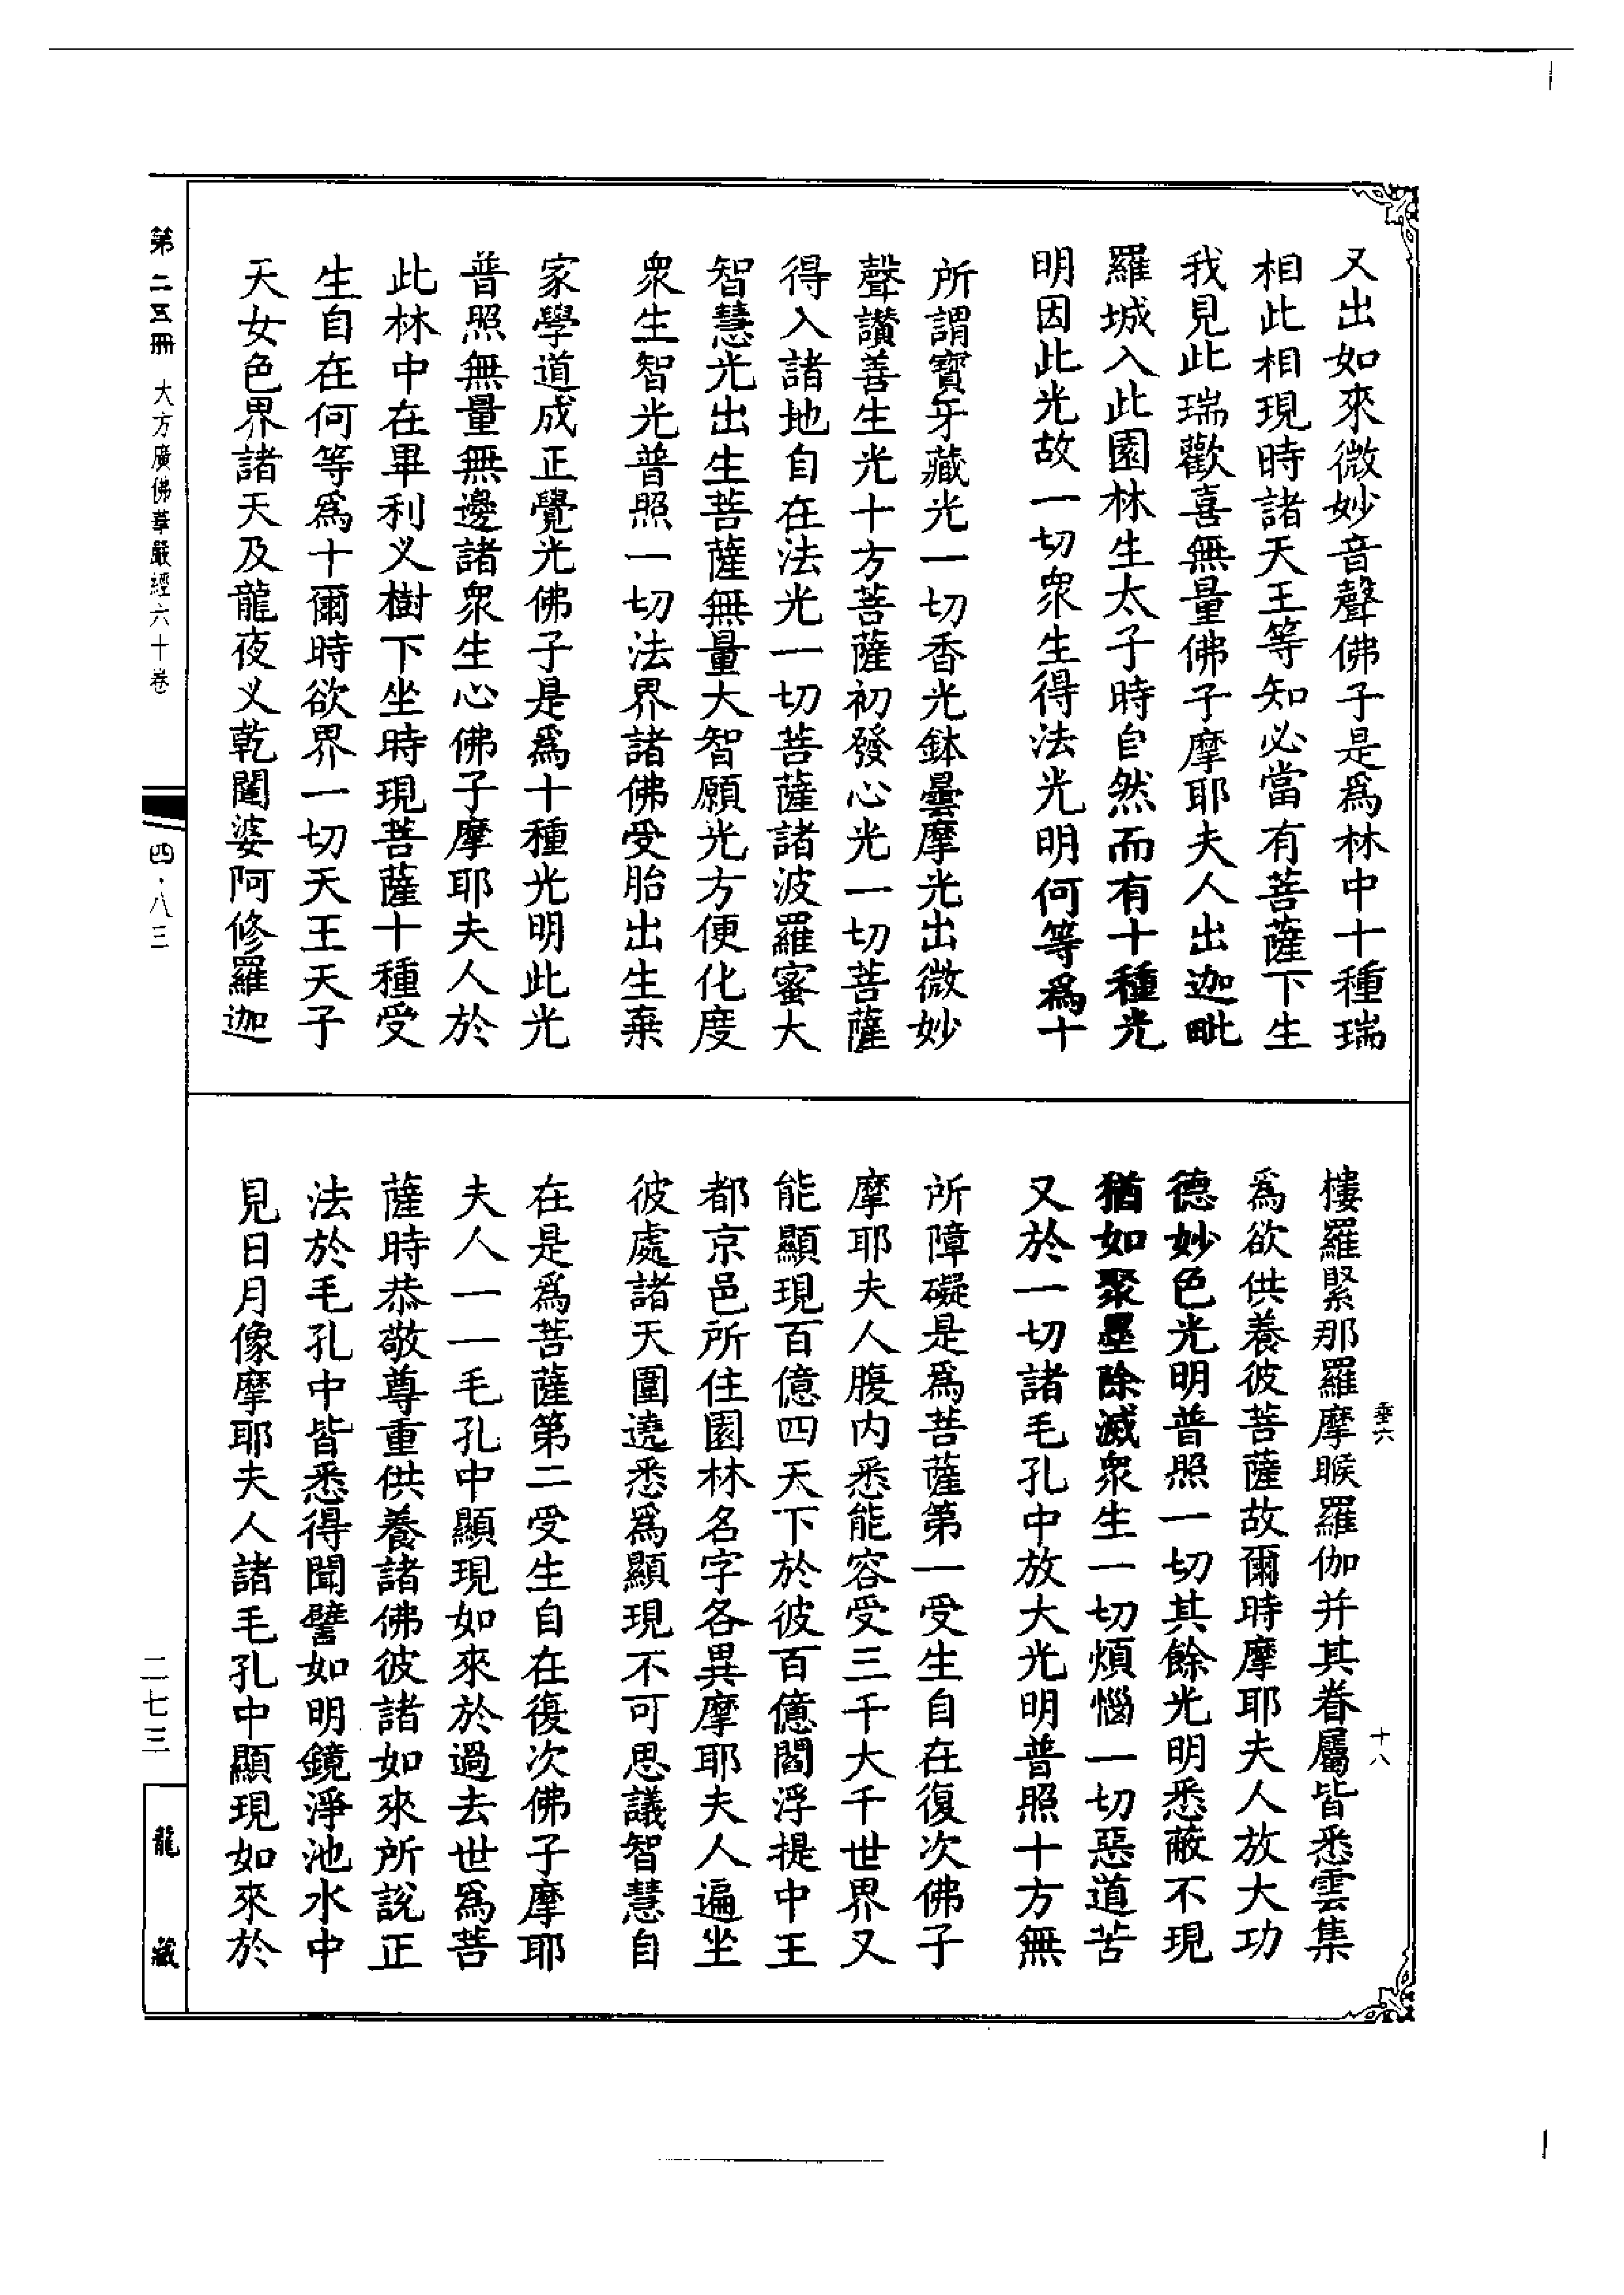 又出如來微妙音聲佛子是為林中十種瑞
相此相現時諸天王等知必當有菩薩下生
我見此瑞歡喜無量佛子摩耶夫人出迦毗
羅城入此園林生太子時自然而有十種光
明因此光故一切眾生得法光明何等為十
所謂寶牙藏光一切香光鉢曇摩光出微妙
聲讚善生光十方菩薩初發心光一切菩薩
得入諸地自在法光一切菩薩諸波羅蜜大
智慧光出生菩薩無量大智願光方便化度
眾生智光普照一切法界諸佛受胎出生棄
家學道成正覺光佛子是為十種光明此光
普照無量無邊諸眾生心佛子摩耶夫人於
此林中在畢利义樹下坐時現菩薩十種受
生自在何等為十爾時欲界一切天王天子
天女色界諸天及龍夜义乾闥婆阿修羅迦
樓羅緊那羅摩睺羅伽并其眷屬皆悉雲集
為欲供養彼菩薩故爾時摩耶夫人放大功
德妙色光明普照一切其餘光明悉蔽不現
猶如聚墨除滅眾生一切煩惱一切惡道苦
又於一切諸毛孔中放大光明普照十方無
所障礙是為菩薩第一受生自在復次佛子
摩耶夫人腹內悉能容受三千大千世界又
能顯現百億四天下於彼百億閻浮提中王
都京邑所住園林名字各異摩耶夫人遍坐
彼處諸天圍遶悉為顯現不可思議智慧自
在是為菩薩第二受生自在復次佛子摩耶
夫人一一毛孔中顯現如來於過去世為菩
薩時恭敬尊重供養諸佛彼諸如來所說正
法於毛孔中皆悉得聞譬如明鏡淨池水中
見日月像摩耶夫人諸毛孔中顯現如來於
垂六
十八
第二五冊 大方廣佛華嚴經六十卷
四·八三
二七三
龍藏